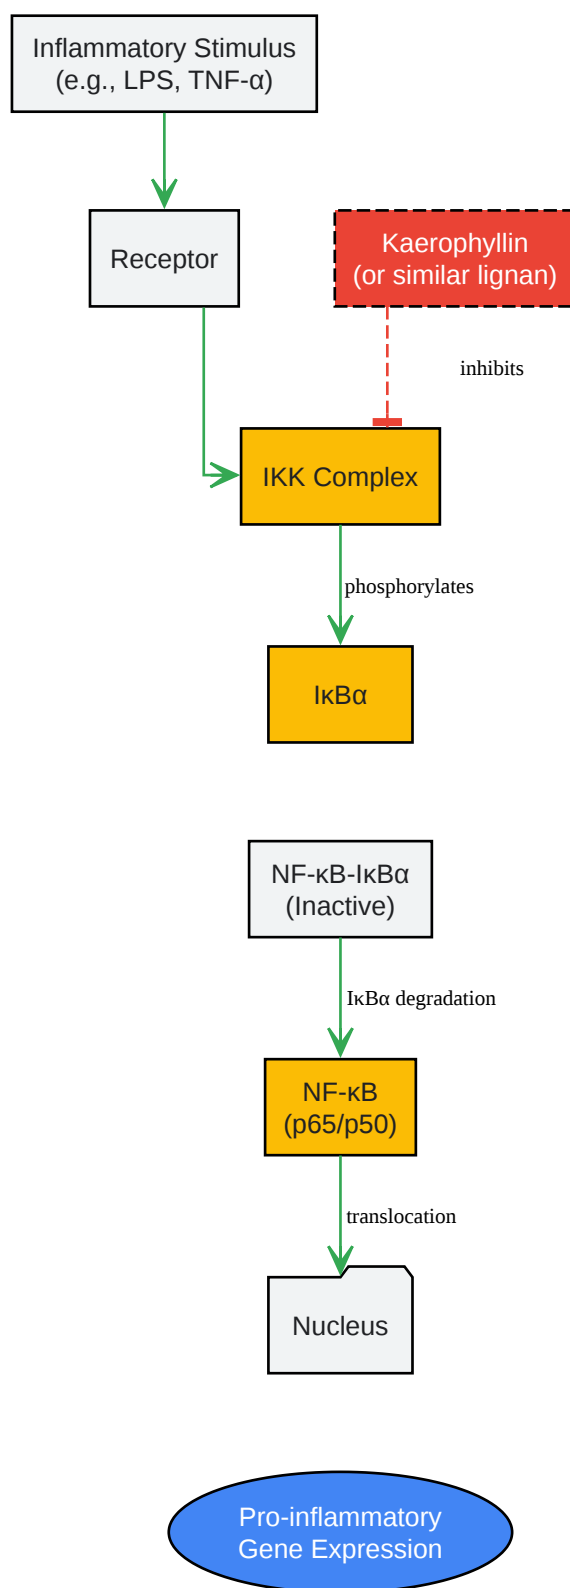 Inflammatory Stimulus
(e.g., LPS, TNF-α)
Receptor
Kaerophyllin
(or similar lignan)
inhibits
IKK Complex
phosphorylates
IκBα
NF-κB-IκBα
(Inactive)
IκBα degradation
NF-κB
(p65/p50)
translocation
Nucleus
Pro-inflammatory
Gene Expression